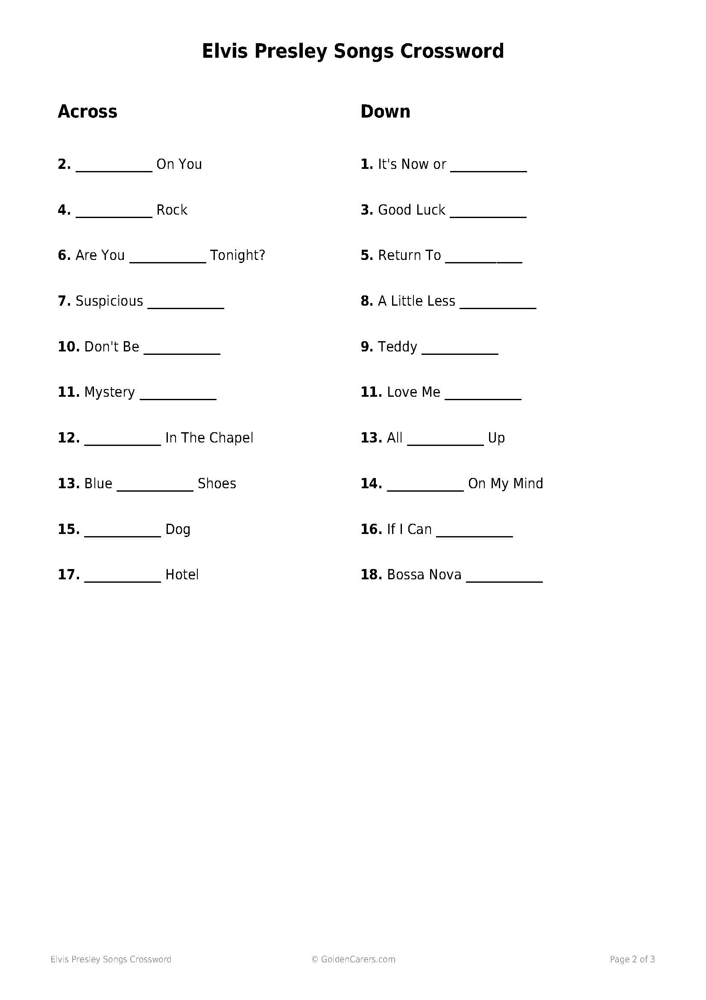 Elvis Presley Songs Crossword
Across
2. ___________ On You
4. ___________ Rock
6. Are You ___________ Tonight?
7. Suspicious ___________
10. Don't Be ___________
11. Mystery ___________
12. ___________ In The Chapel
13. Blue ___________ Shoes
15. ___________ Dog
17. ___________ Hotel
Down
1. It's Now or ___________
3. Good Luck ___________
5. Return To ___________
8. A Little Less ___________
9. Teddy ___________
11. Love Me ___________
13. All ___________ Up
14. ___________ On My Mind
16. If I Can ___________
18. Bossa Nova ___________
Elvis Presley Songs Crossword
© GoldenCarers.com
Page 2 of 3